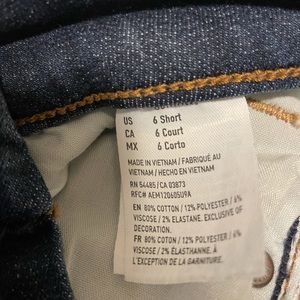 US 6 Short
CA 6 Court
MX 6 Corto
MADE IN VIETNAM / FABRIQUÉ AU
VIETNAM / HECHO EN VIETNAM
RN 54485 / CA 03873
RFC# AEM120605U9A
EN 80% COTTON / 12% POLYESTER / 6%
VISCOSE / 2% ELASTANE. EXCLUSIVE OF
DECORATION.
FR 80% COTON / 12% POLYESTER / 6%
VISCOSE / 2% ÉLASTHANNE. À
L'EXCEPTION DE LA GARNITURE.